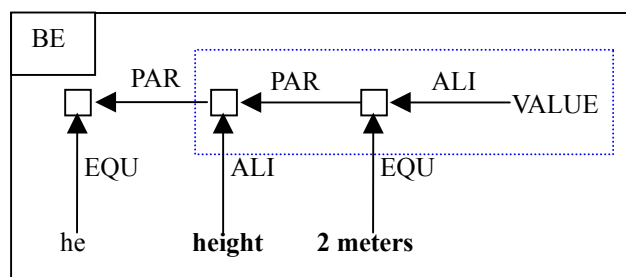 BE
PAR PAR ALI
VALUE
EQU ALI EQU
he height 2 meters